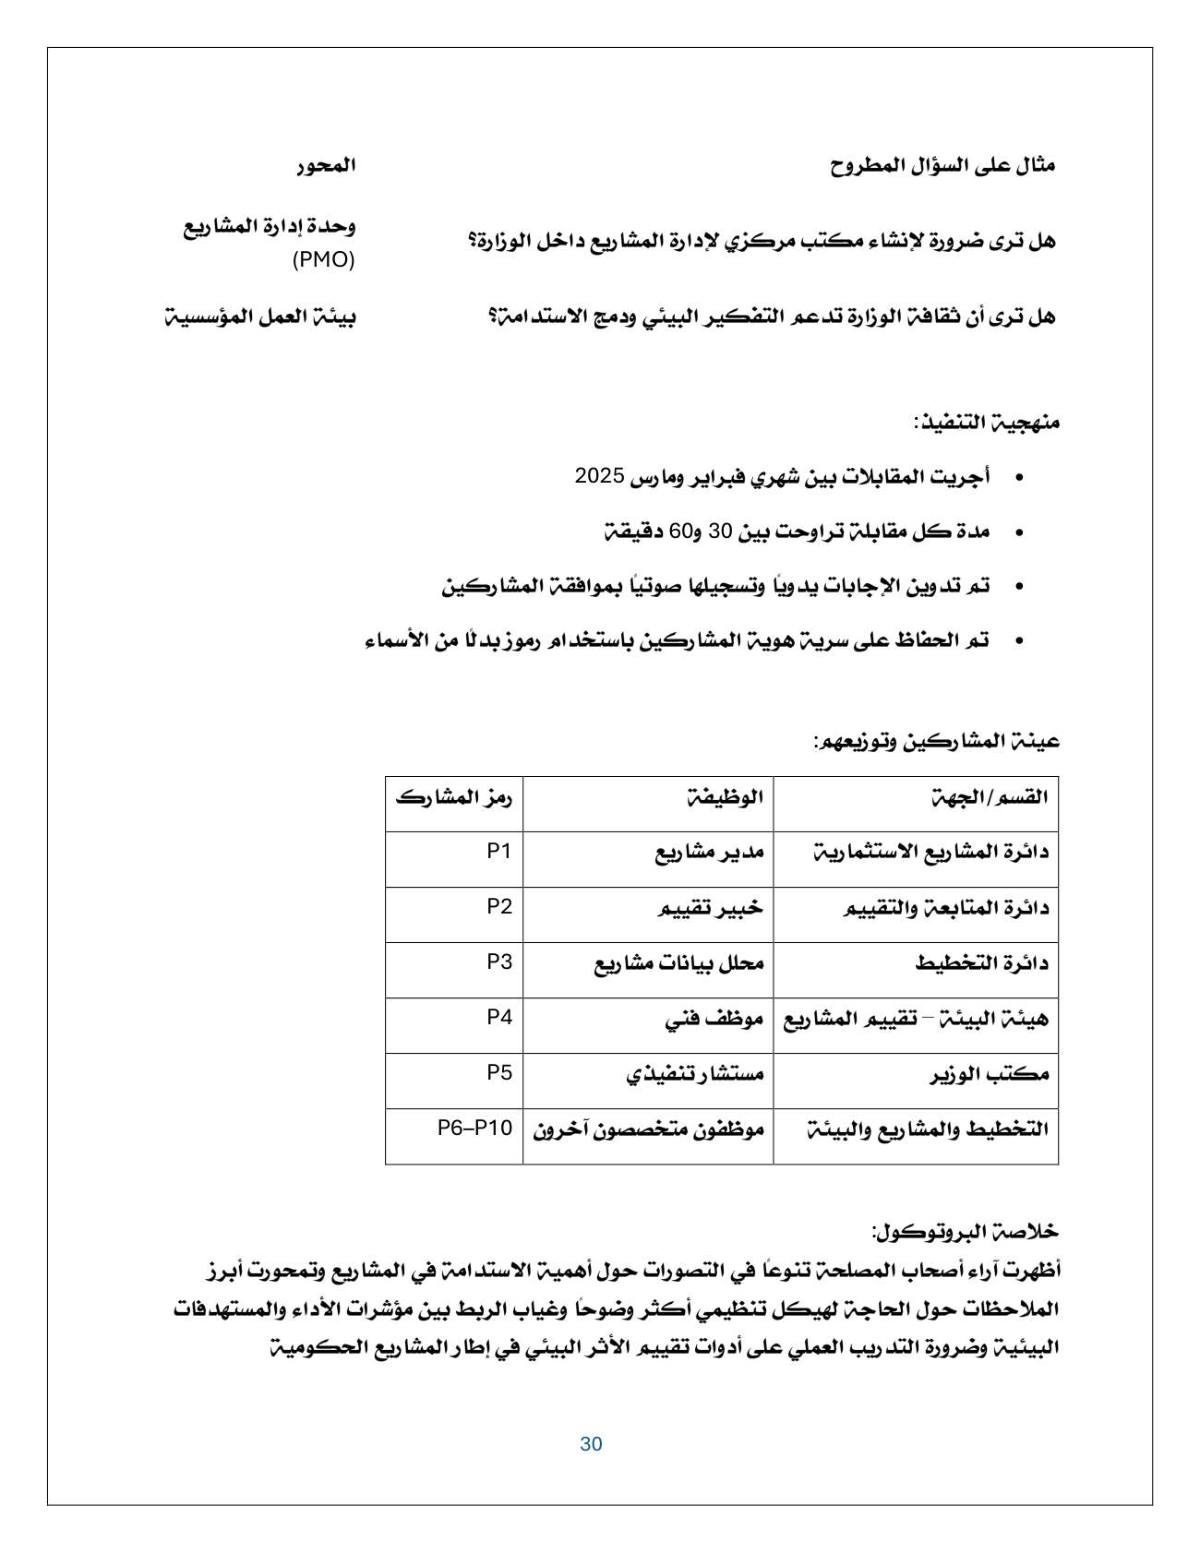 مثال على السؤال المطروح المحور
هل ترى ضرورة لإنشاء مكتب مركزي لإدارة المشاريع داخل الوزارة؟ وحدة إدارة المشاريع
(PMO)
هل ترى أن ثقافة الوزارة تدعم التفكير البيئي ودمج الاستدامة؟ بيئة العمل المؤسسية
منهجية التنفيذ:
• أجريت المقابلات بين شهري فبراير ومارس 2025
• مدة كل مقابلة تراوحت بين 30 و60 دقيقة
• تم تدوين الإجابات يدويًا وتسجيلها صوتيًا بموافقة المشاركين
• تم الحفاظ على سرية هوية المشاركين باستخدام رموز بدلًا من الأسماء
عينة المشاركين وتوزيعهم:
القسم/الجهة الوظيفة رمز المشارك
دائرة المشاريع الاستثمارية مدير مشاريع P1
دائرة المتابعة والتقييم خبير تقييم P2
دائرة التخطيط محلل بيانات مشاريع P3
هيئة البيئة – تقييم المشاريع موظف فني P4
مكتب الوزير مستشار تنفيذي P5
التخطيط والمشاريع والبيئة موظفون متخصصون آخرون P6–P10
خلاصة البروتوكول:
أظهرت آراء أصحاب المصلحة تنوعًا في التصورات حول أهمية الاستدامة في المشاريع وتمحورت أبرز
الملاحظات حول الحاجة لهيكل تنظيمي أكثر وضوحًا وغياب الربط بين مؤشرات الأداء والمستهدفات
البيئية وضرورة التدريب العملي على أدوات تقييم الأثر البيئي في إطار المشاريع الحكومية
30